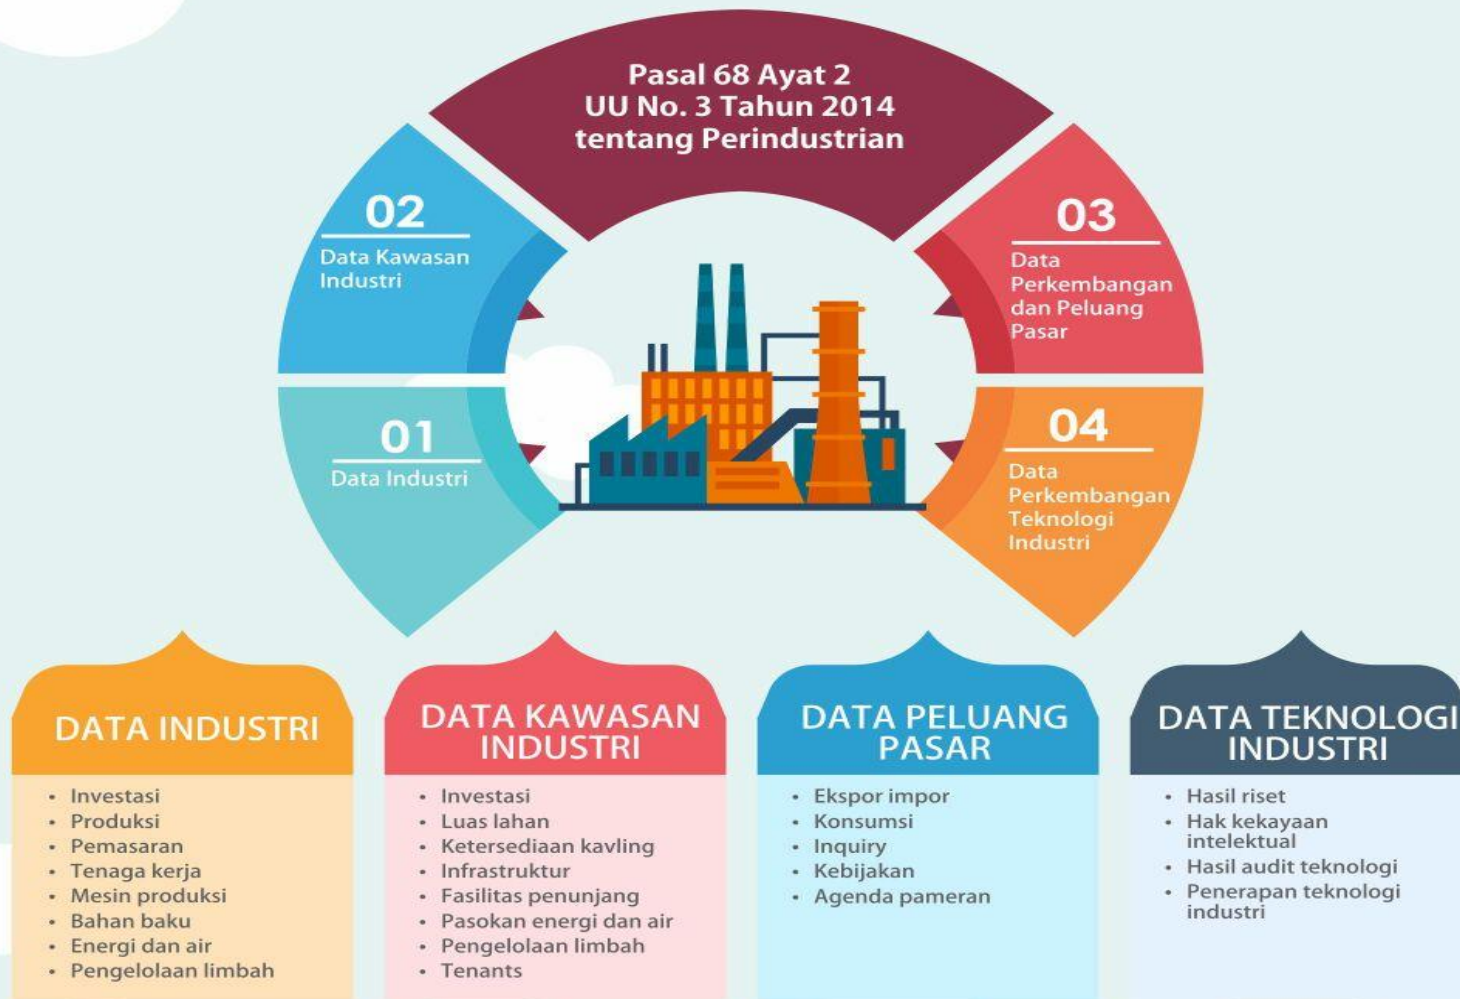 Pasal 68 Ayat 2
UU No. 3 Tahun 2014
tentang Perindustrian
02
Data Kawasan
Industri
03
Data
Perkembangan
dan Peluang
Pasar
01
Data Industri
04
Data
Perkembangan
Teknologi
Industri
DATA INDUSTRI
• Investasi
• Produksi
• Pemasaran
• Tenaga kerja
• Mesin produksi
• Bahan baku
• Energi dan air
• Pengelolaan limbah
DATA KAWASAN
INDUSTRI
• Investasi
• Luas lahan
• Ketersediaan kavling
• Infrastruktur
• Fasilitas penunjang
• Pasokan energi dan air
• Pengelolaan limbah
• Tenants
DATA PELUANG
PASAR
• Ekspor impor
• Konsumsi
• Inquiry
• Kebijakan
• Agenda pameran
DATA TEKNOLOGI
INDUSTRI
• Hasil riset
• Hak kekayaan
intelektual
• Hasil audit teknologi
• Penerapan teknologi
industri